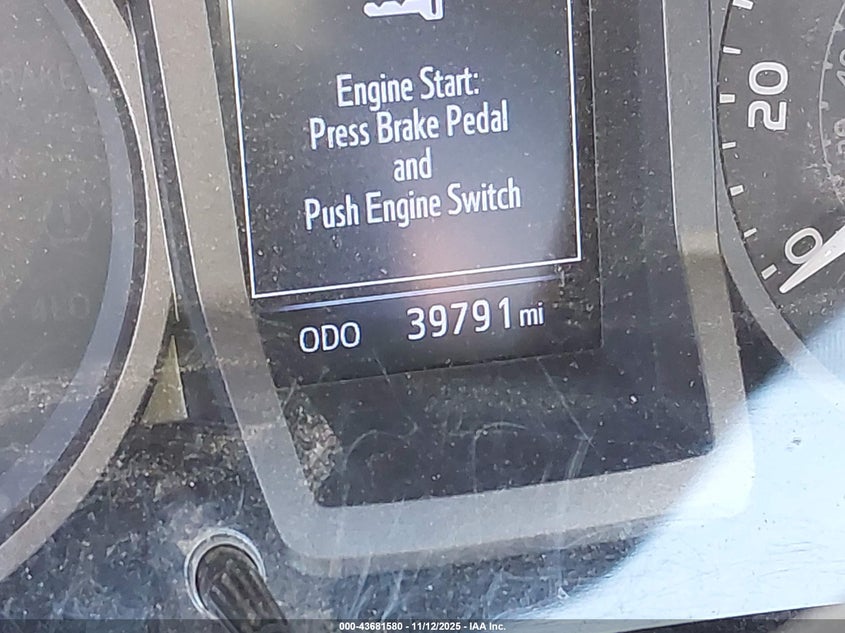 BRAKE
Engine Start:
Press Brake Pedal
and
Push Engine Switch
ODO 39791 mi
20
0
000-43681580 - 11/12/2025 - IAA Inc.